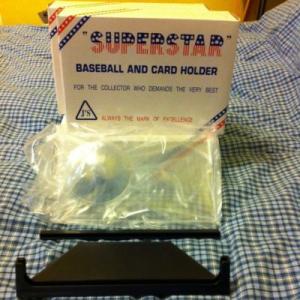 "SUPERSTAR"
BASEBALL AND CARD HOLDER
FOR THE COLLECTOR WHO DEMANDS THE VERY BEST
J'S
ALWAYS THE MARK OF EXCELLENCE